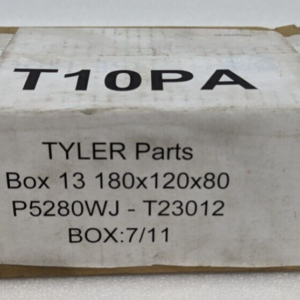 T10PA
TYLER Parts
Box 13 180x120x80
P5280WJ - T23012
BOX:7/11